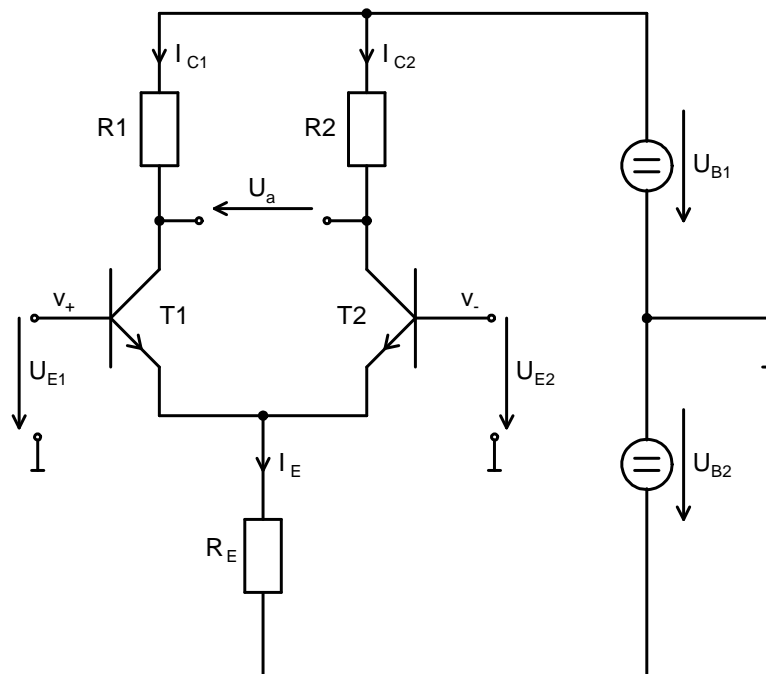 I C1
I C2
R1
R2
U B1
U a
v+
T1
T2
v-
U E1
U E2
I E
U B2
R E